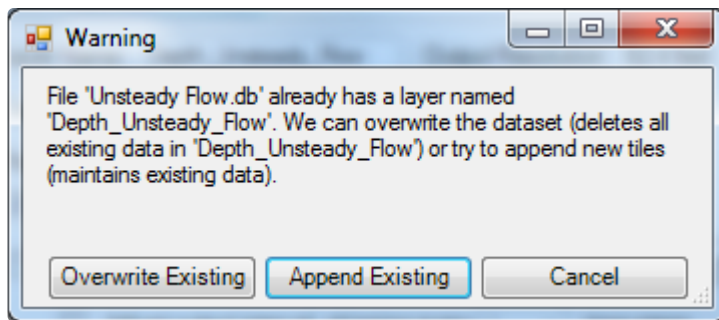 Warning
File 'Unsteady Flow.db' already has a layer named
'Depth_Unsteady_Flow'. We can overwrite the dataset (deletes all
existing data in 'Depth_Unsteady_Flow') or try to append new tiles
(maintains existing data).
Overwrite Existing
Append Existing
Cancel